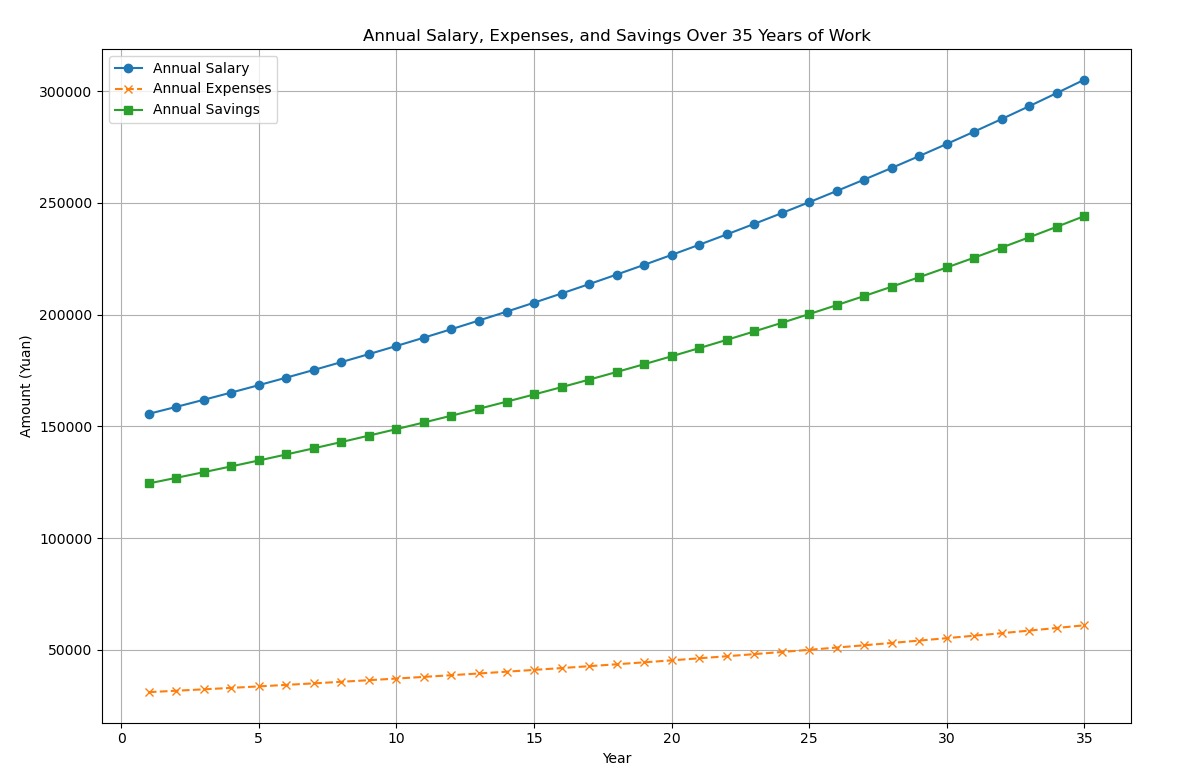 Annual Salary, Expenses, and Savings Over 35 Years of Work
Annual Salary
Annual Expenses
Annual Savings
300000
250000
200000
150000
100000
50000
Amount (Yuan)
0 5 10 15 20 25 30 35
Year